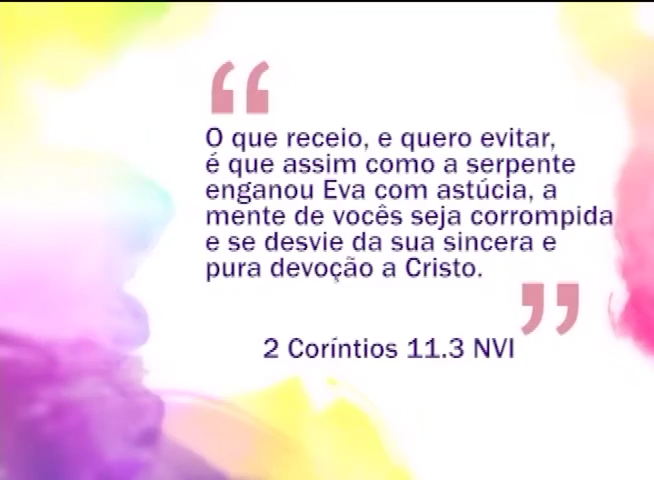 “
O que receio, e quero evitar,
é que assim como a serpente
enganou Eva com astúcia, a
mente de vocês seja corrompida
e se desvie da sua sincera e
pura devoção a Cristo.
”
2 Coríntios 11.3 NVI